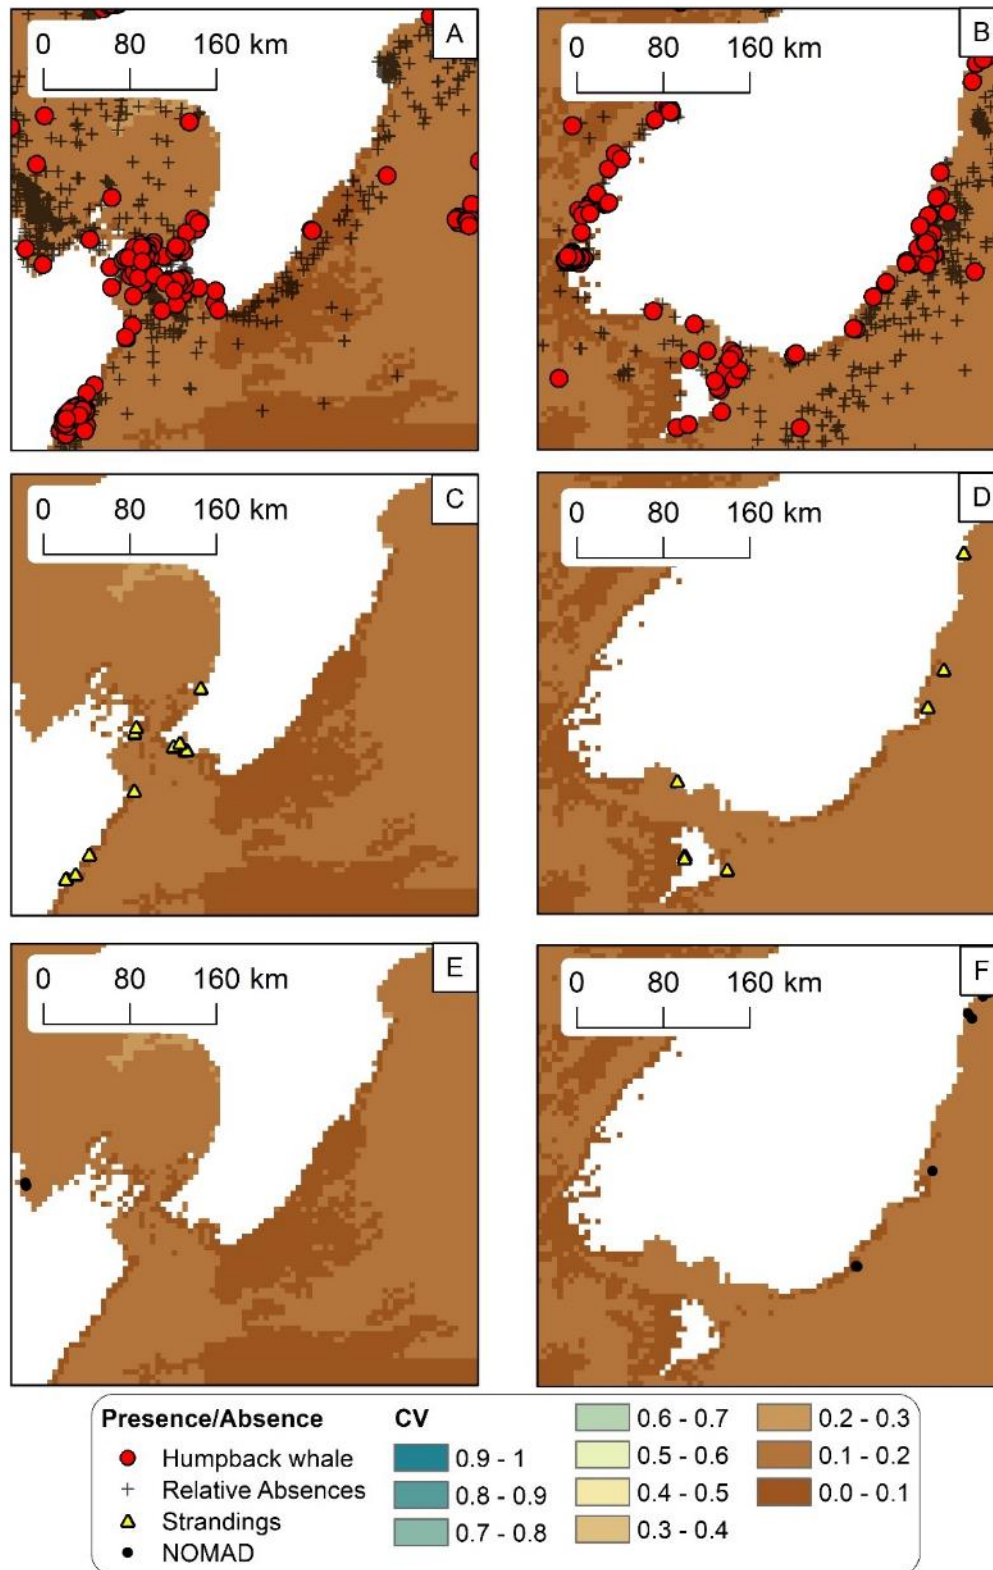 A
0 80 160 km
B
0 80 160 km
C
0 80 160 km
D
0 80 160 km
E
0 80 160 km
F
0 80 160 km
Presence/Absence
Humpback whale
Relative Absences
Strandings
NOMAD
CV
0.9 - 1
0.8 - 0.9
0.7 - 0.8
0.6 - 0.7
0.5 - 0.6
0.4 - 0.5
0.3 - 0.4
0.2 - 0.3
0.1 - 0.2
0.0 - 0.1